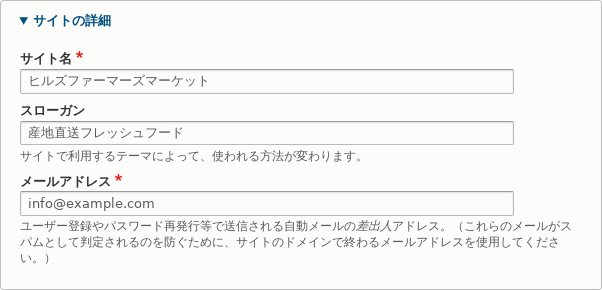 ▼ サイトの詳細
サイト名 *
ヒルズファーマーズマーケット
スローガン
産地直送フレッシュフード
サイトで利用するテーマによって、使われる方法が変わります。
メールアドレス *
info@example.com
ユーザー登録やパスワード再発行等で送信される自動メールの差出人アドレス。（これらのメールがス
パムとして判定されるのを防ぐために、サイトのドメインで終わるメールアドレスを使用してくださ
い。）